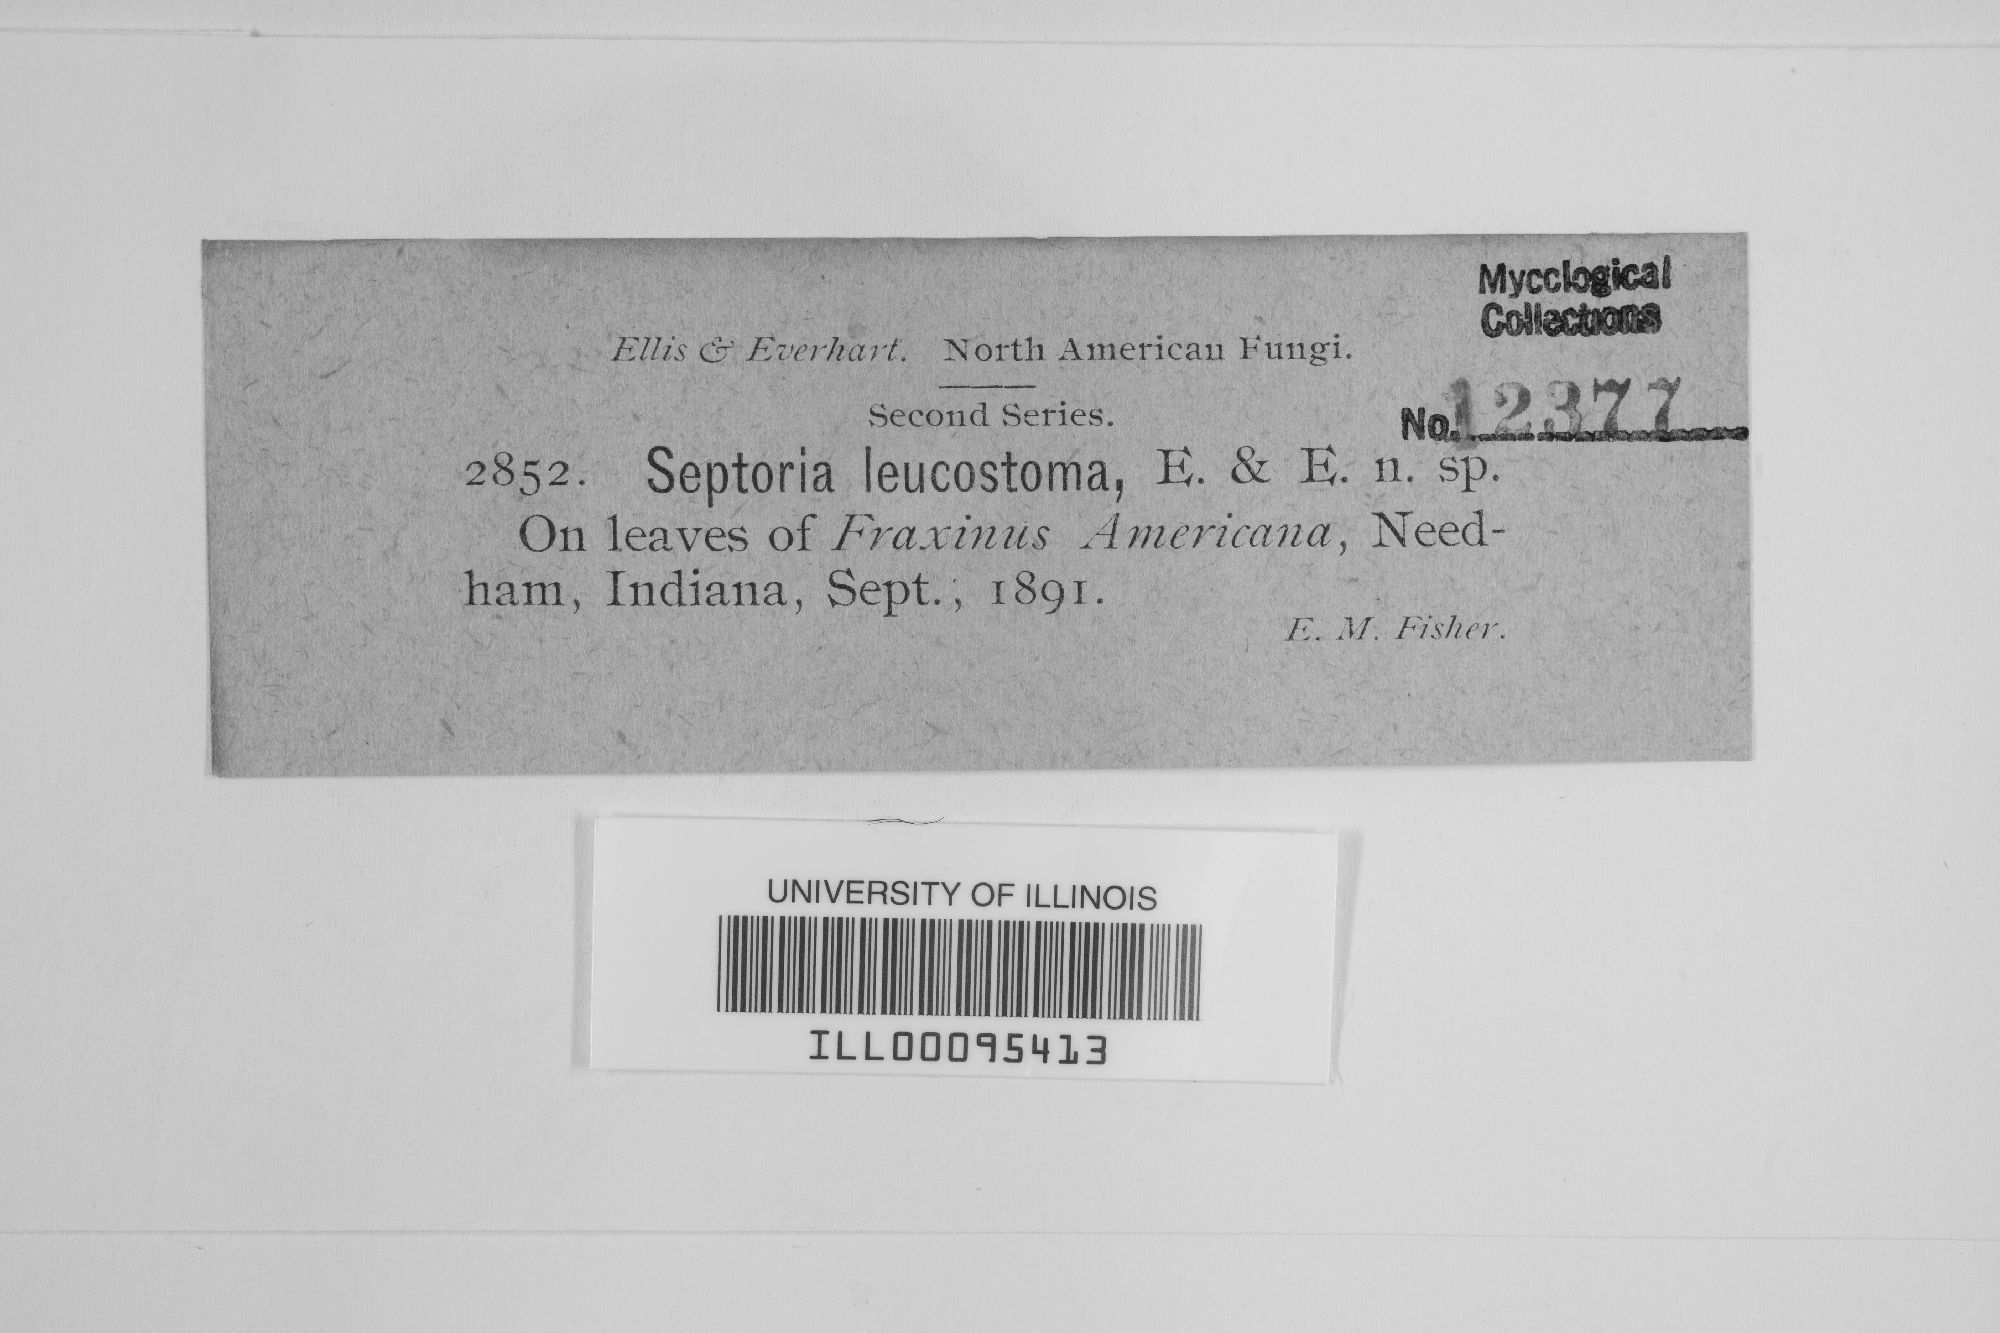 Mycological
Collections
Ellis & Everhart. North American Fungi.
Second Series.
No. 12377
2852. Septoria leucostoma, E. & E. n. sp.
On leaves of Fraxinus Americana, Need-
ham, Indiana, Sept., 1891.
E. M. Fisher.
UNIVERSITY OF ILLINOIS
ILL00095413